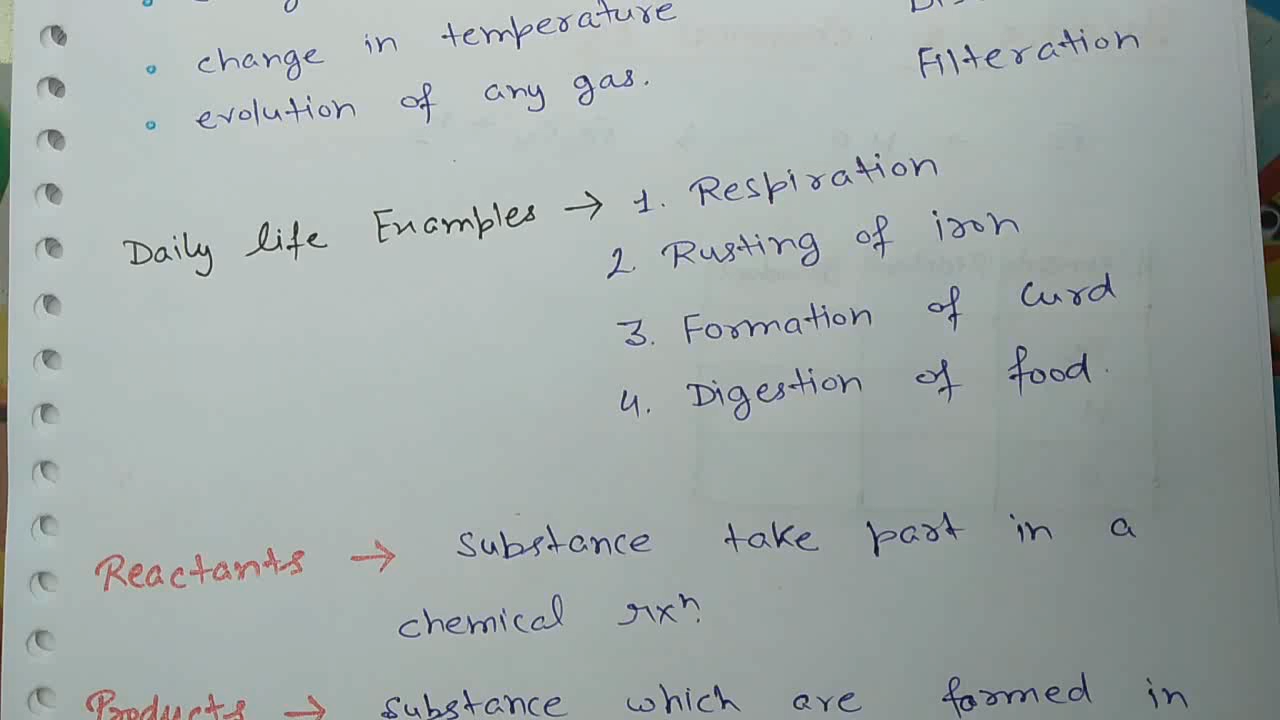 • change in temperature
Filteration
• evolution of any gas.
Daily life Examples → 1. Respiration
2. Rusting of iron
3. Formation of curd
4. Digestion of food.
Reactants → substance take part in a
chemical rxⁿ.
Products → substance which are formed in